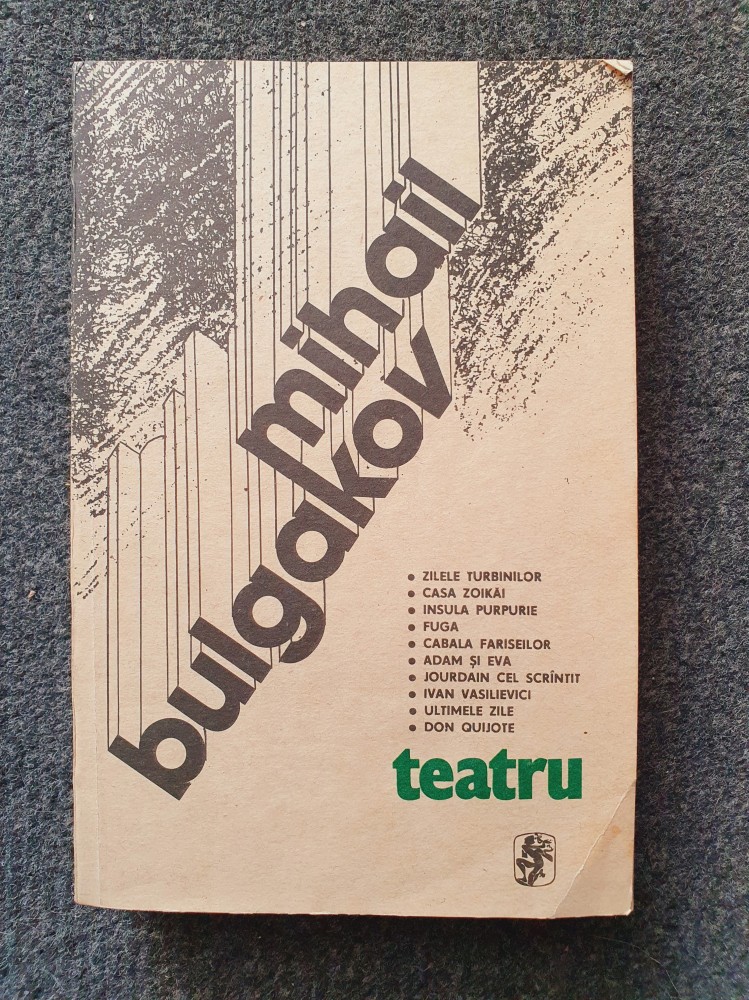 mihail
bulgakov
• ZILELE TURBINILOR
• CASA ZOIKĂI
• INSULA PURPURIE
• FUGA
• CABALA FARISEILOR
• ADAM ȘI EVA
• JOURDAIN CEL SCRÎNTIT
• IVAN VASILIEVICI
• ULTIMELE ZILE
• DON QUIJOTE
teatru